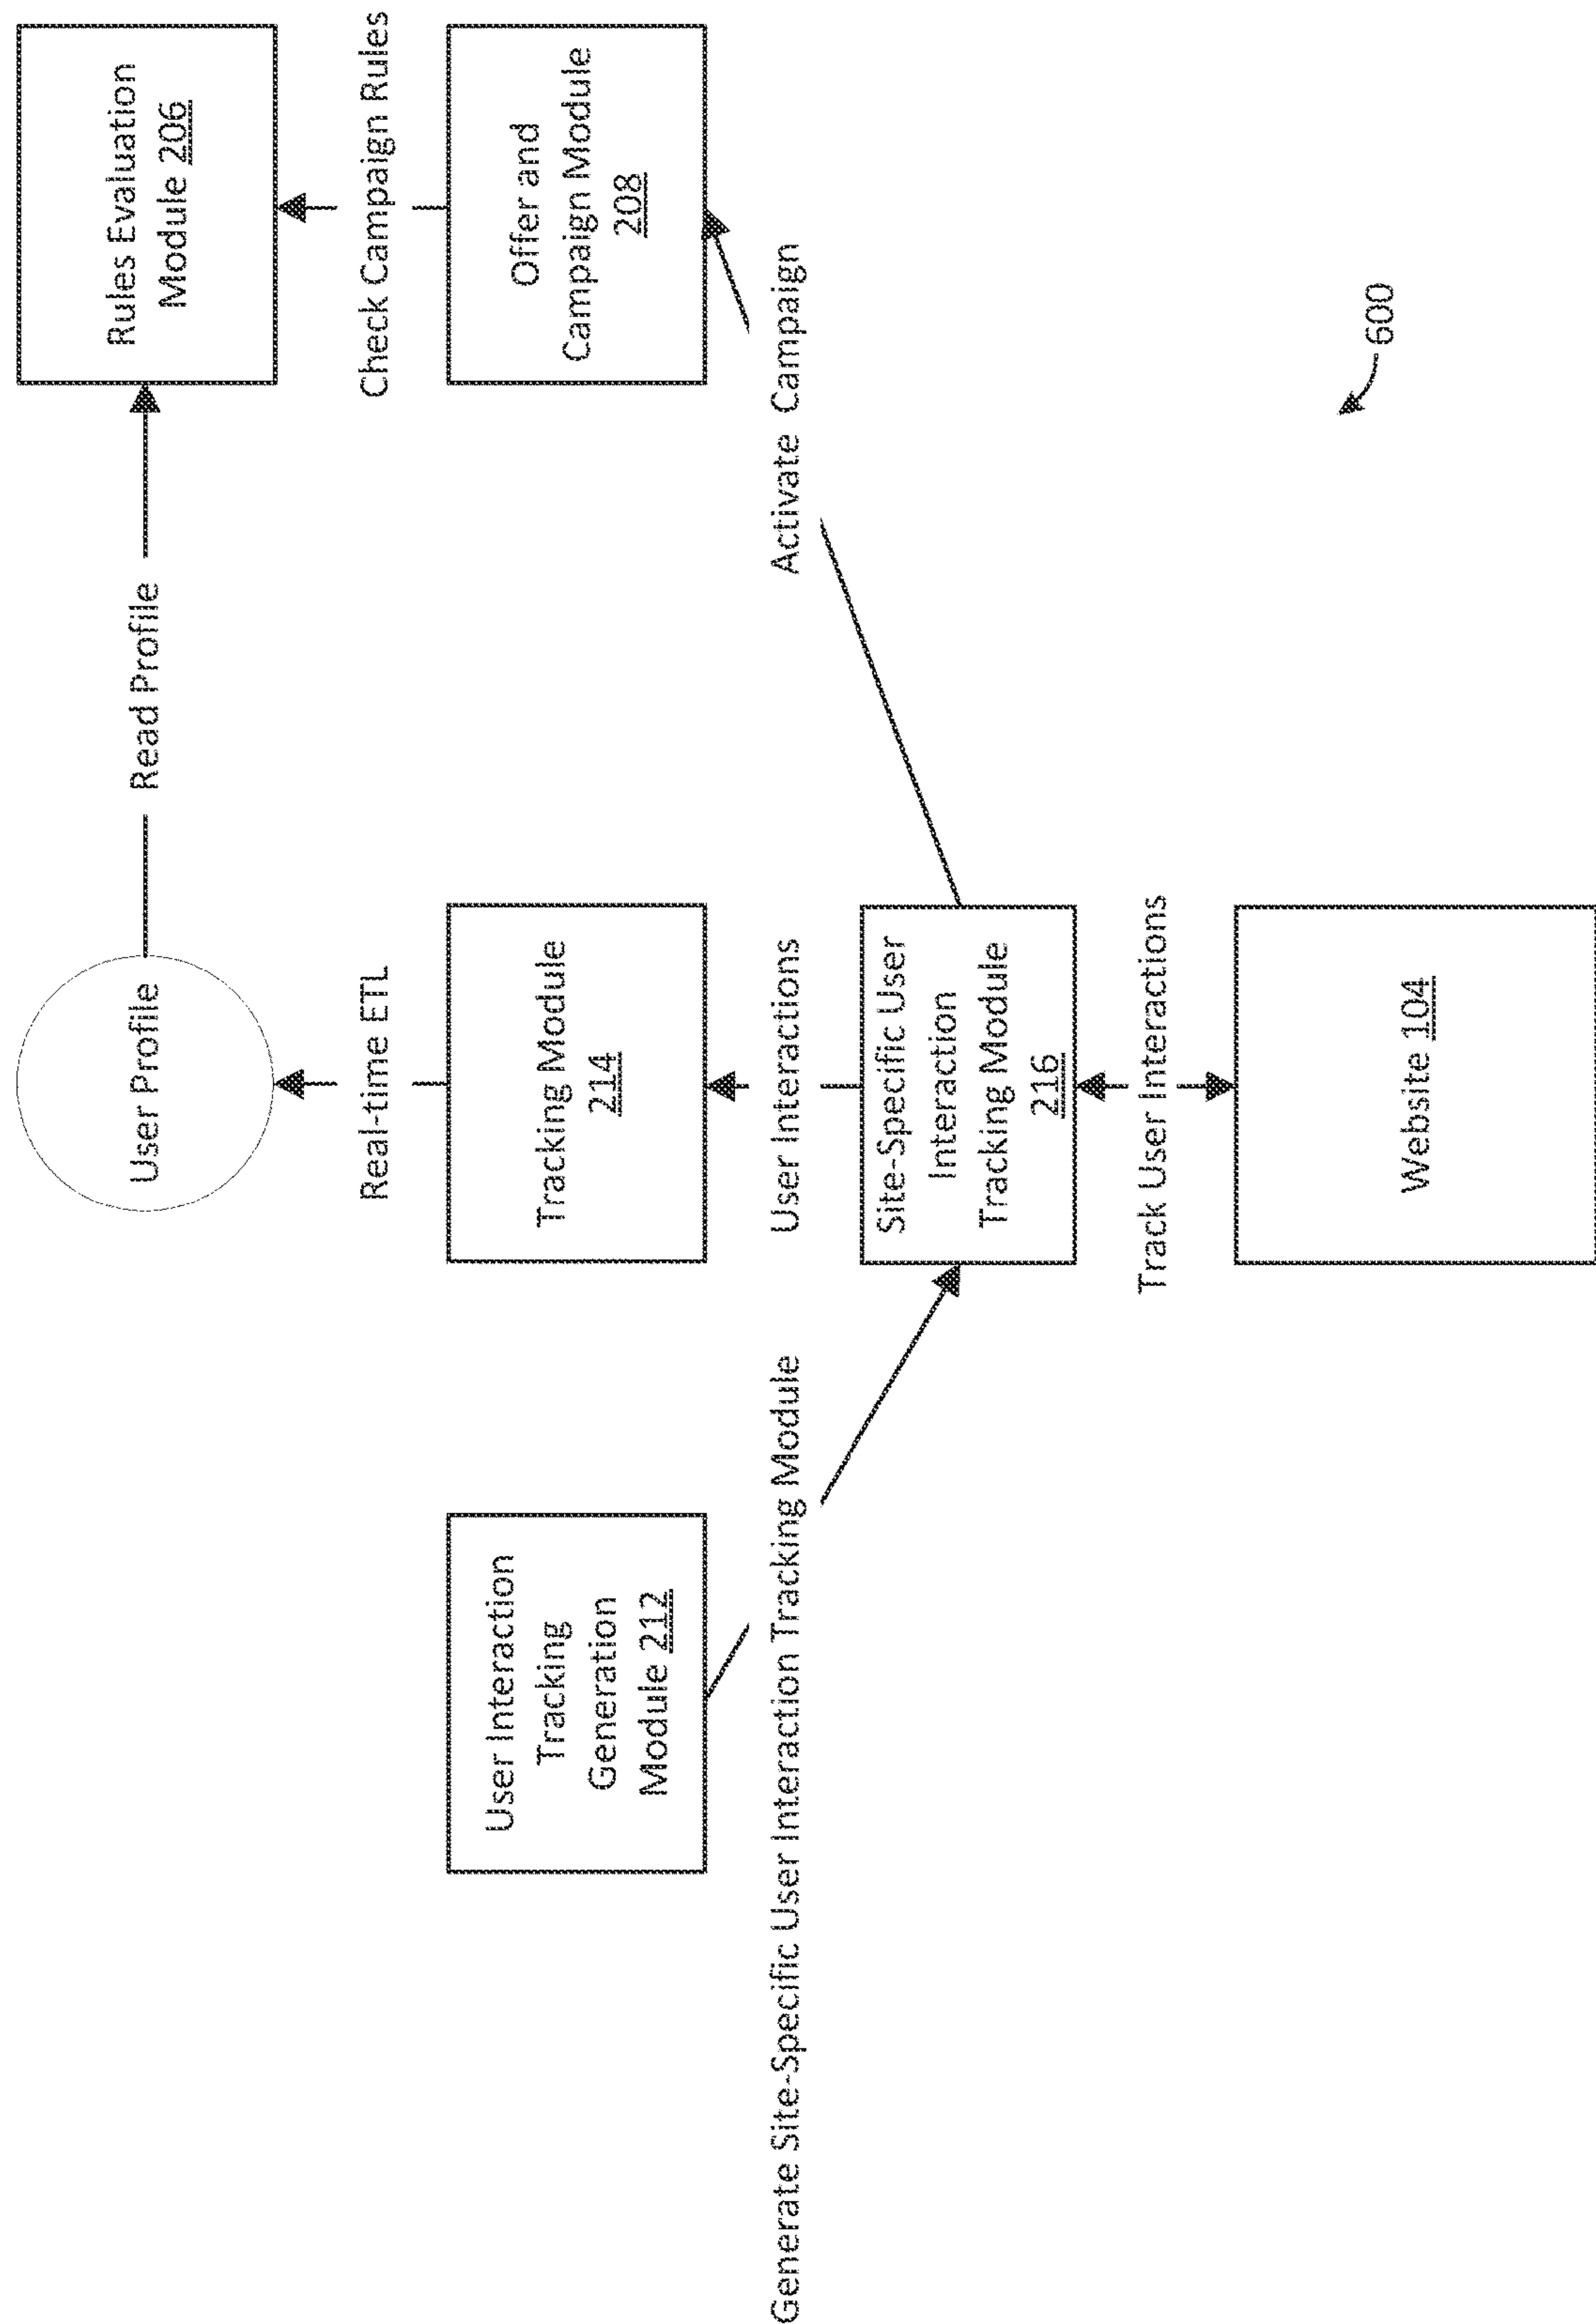 User Profile
Read Profile
Rules Evaluation
Module 206
Real-time ETL
Check Campaign Rules
User Interaction
Tracking
Generation
Module 212
Tracking Module
214
Offer and
Campaign Module
208
Generate Site-Specific User Interaction Tracking Module
User Interactions
Activate Campaign
Site-Specific User
Interaction
Tracking Module
216
Track User Interactions
Website 104
600